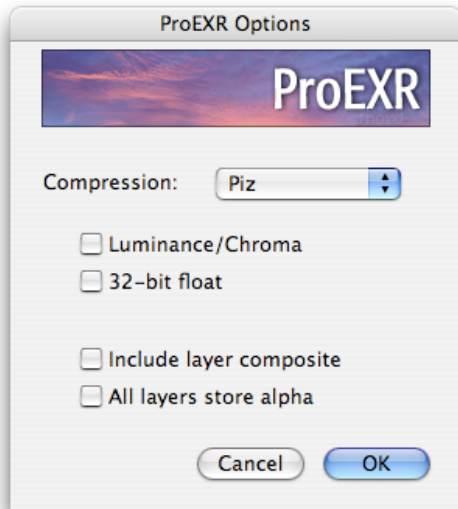 ProEXR Options
ProEXR
fnord
Compression: Piz
Luminance/Chroma
32-bit float
Include layer composite
All layers store alpha
Cancel OK